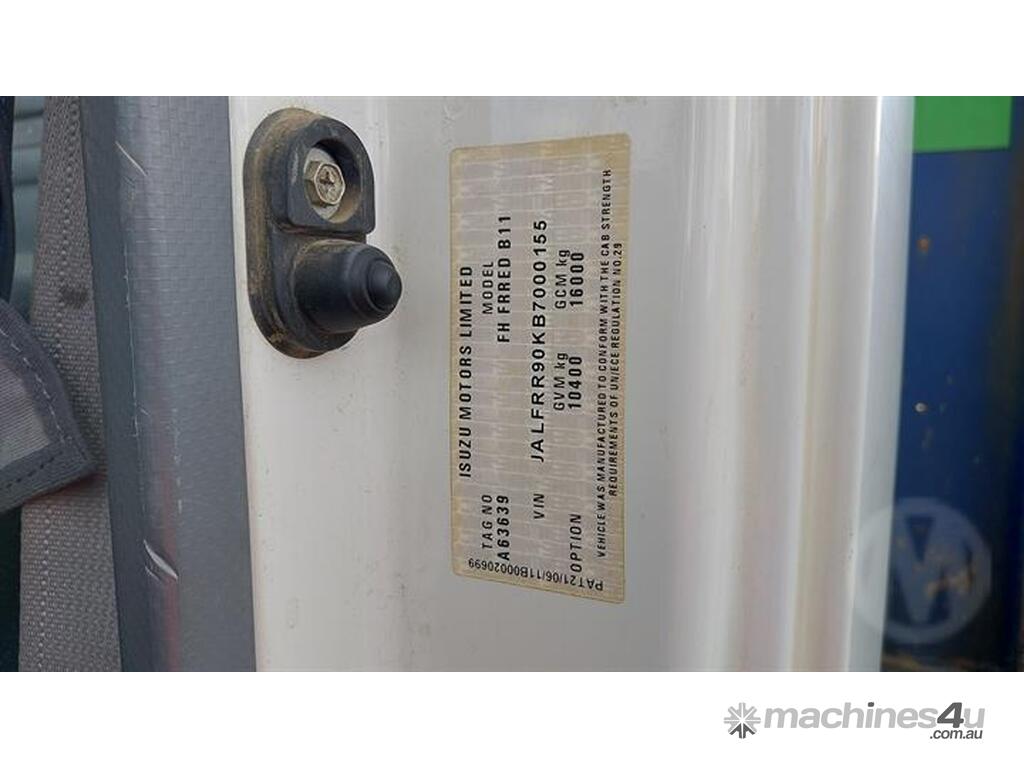 ISUZU MOTORS LIMITED
TAG NO MODEL
A63639 FH FRRED B11
VIN JALFRR90KB7000155
GVM kg GCM kg
OPTION 10400 16000
VEHICLE WAS MANUFACTURED TO CONFORM WITH THE CAB STRENGTH
REQUIREMENTS OF UN/ECE REGULATION NO.29
PAT21/06/11B000020699
machines4u
.com.au